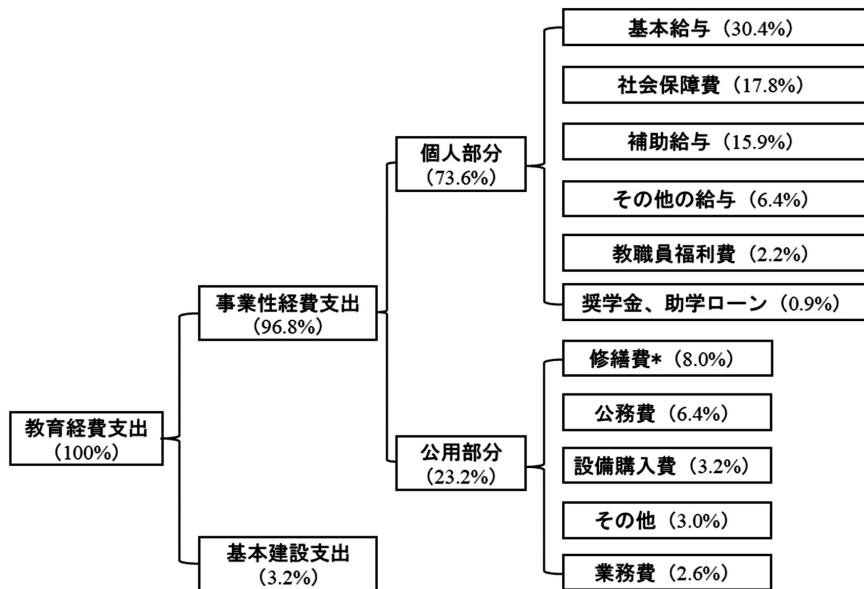 基本給与（30.4%）
社会保障費（17.8%）
補助給与（15.9%）
その他の給与（6.4%）
教職員福利費（2.2%）
奨学金、助学ローン（0.9%）
個人部分
（73.6%）
事業性経費支出
（96.8%）
修繕費*（8.0%）
公務費（6.4%）
設備購入費（3.2%）
その他（3.0%）
業務費（2.6%）
公用部分
（23.2%）
教育経費支出
（100%）
基本建設支出
（3.2%）